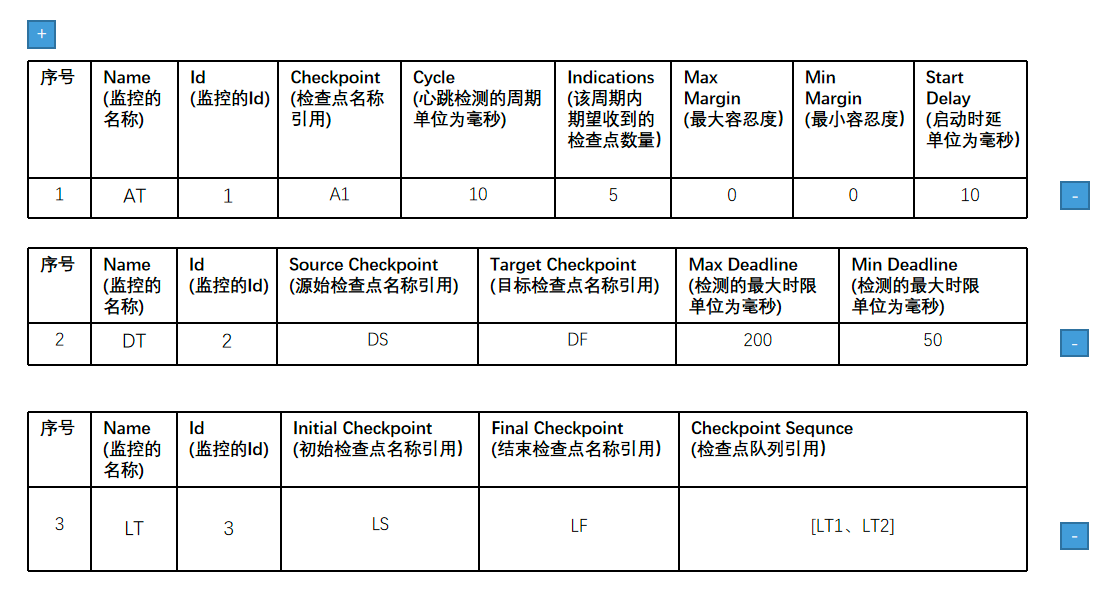 +
序号
Name
(监控的
名称)
Id
(监控的Id)
Checkpoint
(检查点名称
引用)
Cycle
(心跳检测的周期
单位为毫秒)
Indications
(该周期内
期望收到的
检查点数量)
Max
Margin
(最大容忍度)
Min
Margin
(最小容忍度)
Start
Delay
(启动时延
单位为毫秒)
1
AT
1
A1
10
5
0
0
10
-
序号
Name
(监控的
名称)
Id
(监控的Id)
Source Checkpoint
(源始检查点名称引用)
Target Checkpoint
(目标检查点名称引用)
Max Deadline
(检测的最大时限
单位为毫秒)
Min Deadline
(检测的最大时限
单位为毫秒)
2
DT
2
DS
DF
200
50
-
序号
Name
(监控的
名称)
Id
(监控的Id)
Initial Checkpoint
(初始检查点名称引用)
Final Checkpoint
(结束检查点名称引用)
Checkpoint Sequnce
(检查点队列引用)
3
LT
3
LS
LF
[LT1、LT2]
-